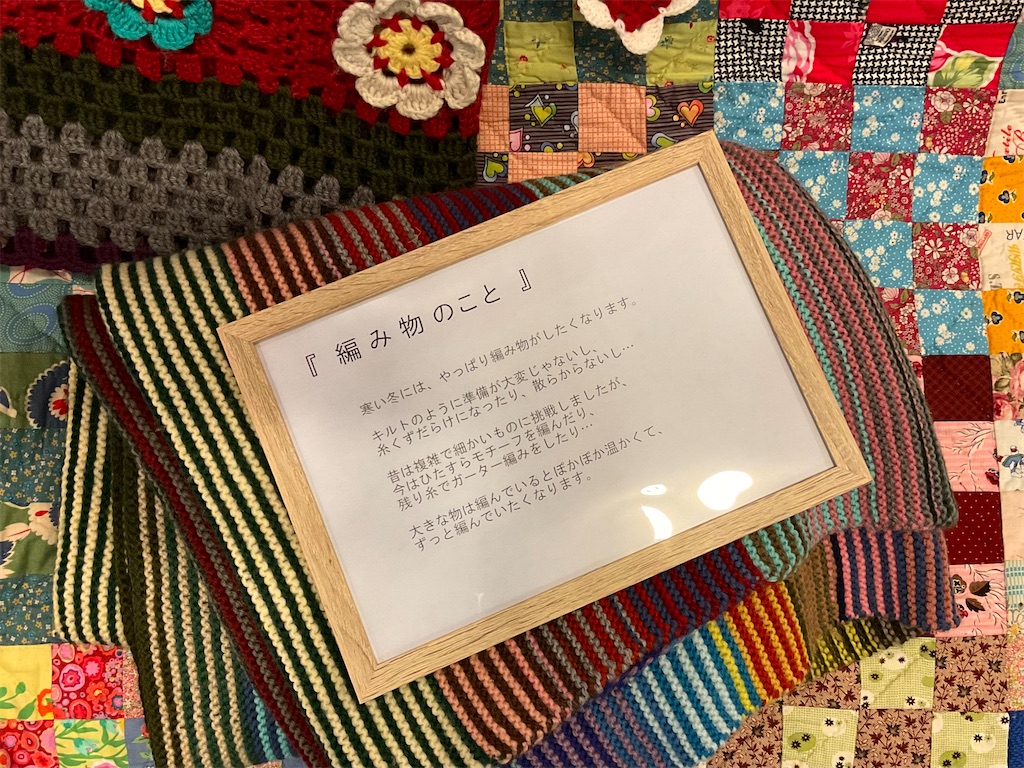 『 編み物のこと 』
寒い冬には、やっぱり編み物がしたくなります。
キルトのように準備が大変じゃないし、
糸くずだらけになったり、散らからないし…
昔は複雑で細かいものに挑戦しましたが、
今はひたすらモチーフを編んだり、
残り糸でガーター編みをしたり…
大きな物は編んでいるとぽかぽか温かくて、
ずっと編んでいたくなります。